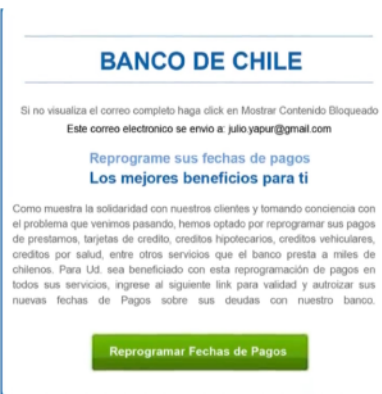 BANCO DE CHILE
Si no visualiza el correo completo haga click en Mostrar Contenido Bloqueado
Este correo electronico se envio a: julio.yapur@gmail.com
Reprograme sus fechas de pagos
Los mejores beneficios para ti
Como muestra la solidaridad con nuestros clientes y tomando conciencia con
el problema que venimos pasando, hemos optado por reprogramar sus pagos
de prestamos, tarjetas de credito, creditos hipotecarios, creditos vehiculares,
creditos por salud, entre otros servicios que el banco presta a miles de
chilenos. Para Ud. sea beneficiado con esta reprogramación de pagos en
todos sus servicios, ingrese al siguiente link para validad y autroizar sus
nuevas fechas de Pagos sobre sus deudas con nuestro banco.
Reprogramar Fechas de Pagos